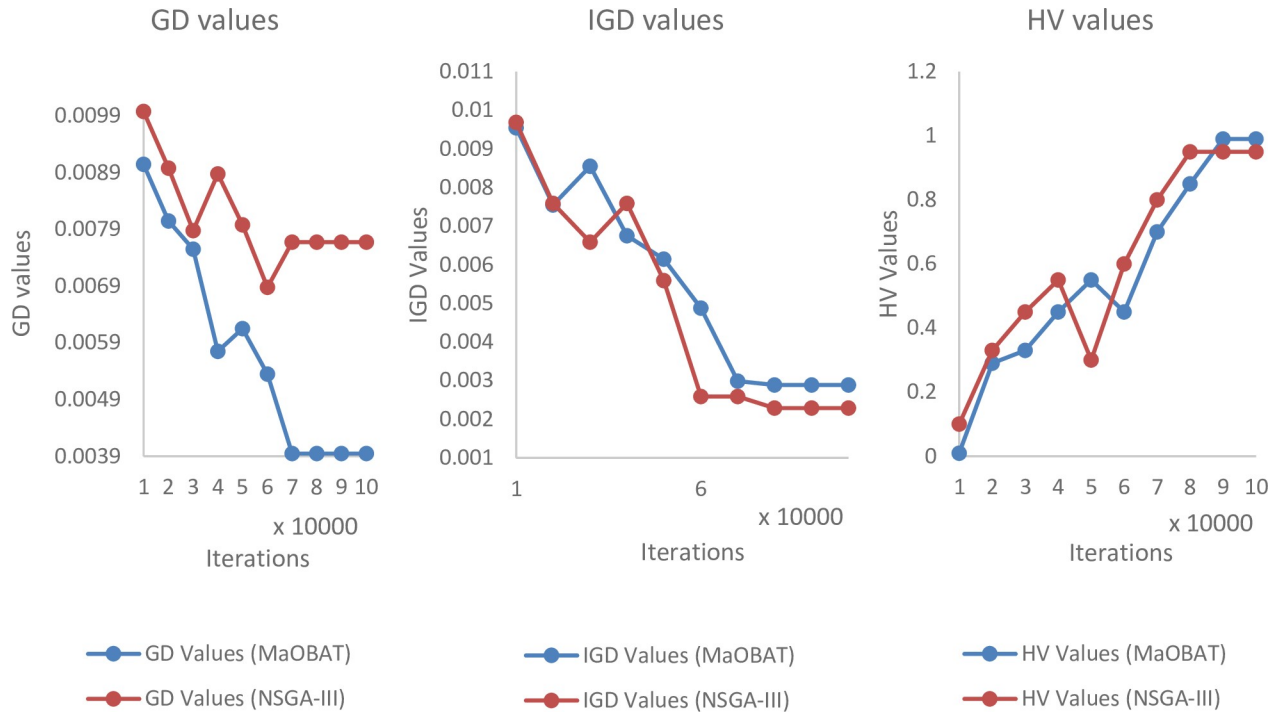 GD values
GD values
0.0099
0.0089
0.0079
0.0069
0.0059
0.0049
0.0039
1 2 3 4 5 6 7 8 9 10
x 10000
Iterations
GD Values (MaOBAT)
GD Values (NSGA-III)
IGD values
IGD Values
0.011
0.01
0.009
0.008
0.007
0.006
0.005
0.004
0.003
0.002
0.001
1 6
x 10000
Iterations
IGD Values (MaOBAT)
IGD Values (NSGA-III)
HV values
HV Values
1.2
1
0.8
0.6
0.4
0.2
0
1 2 3 4 5 6 7 8 9 10
x 10000
Iterations
HV Values (MaOBAT)
HV Values (NSGA-III)